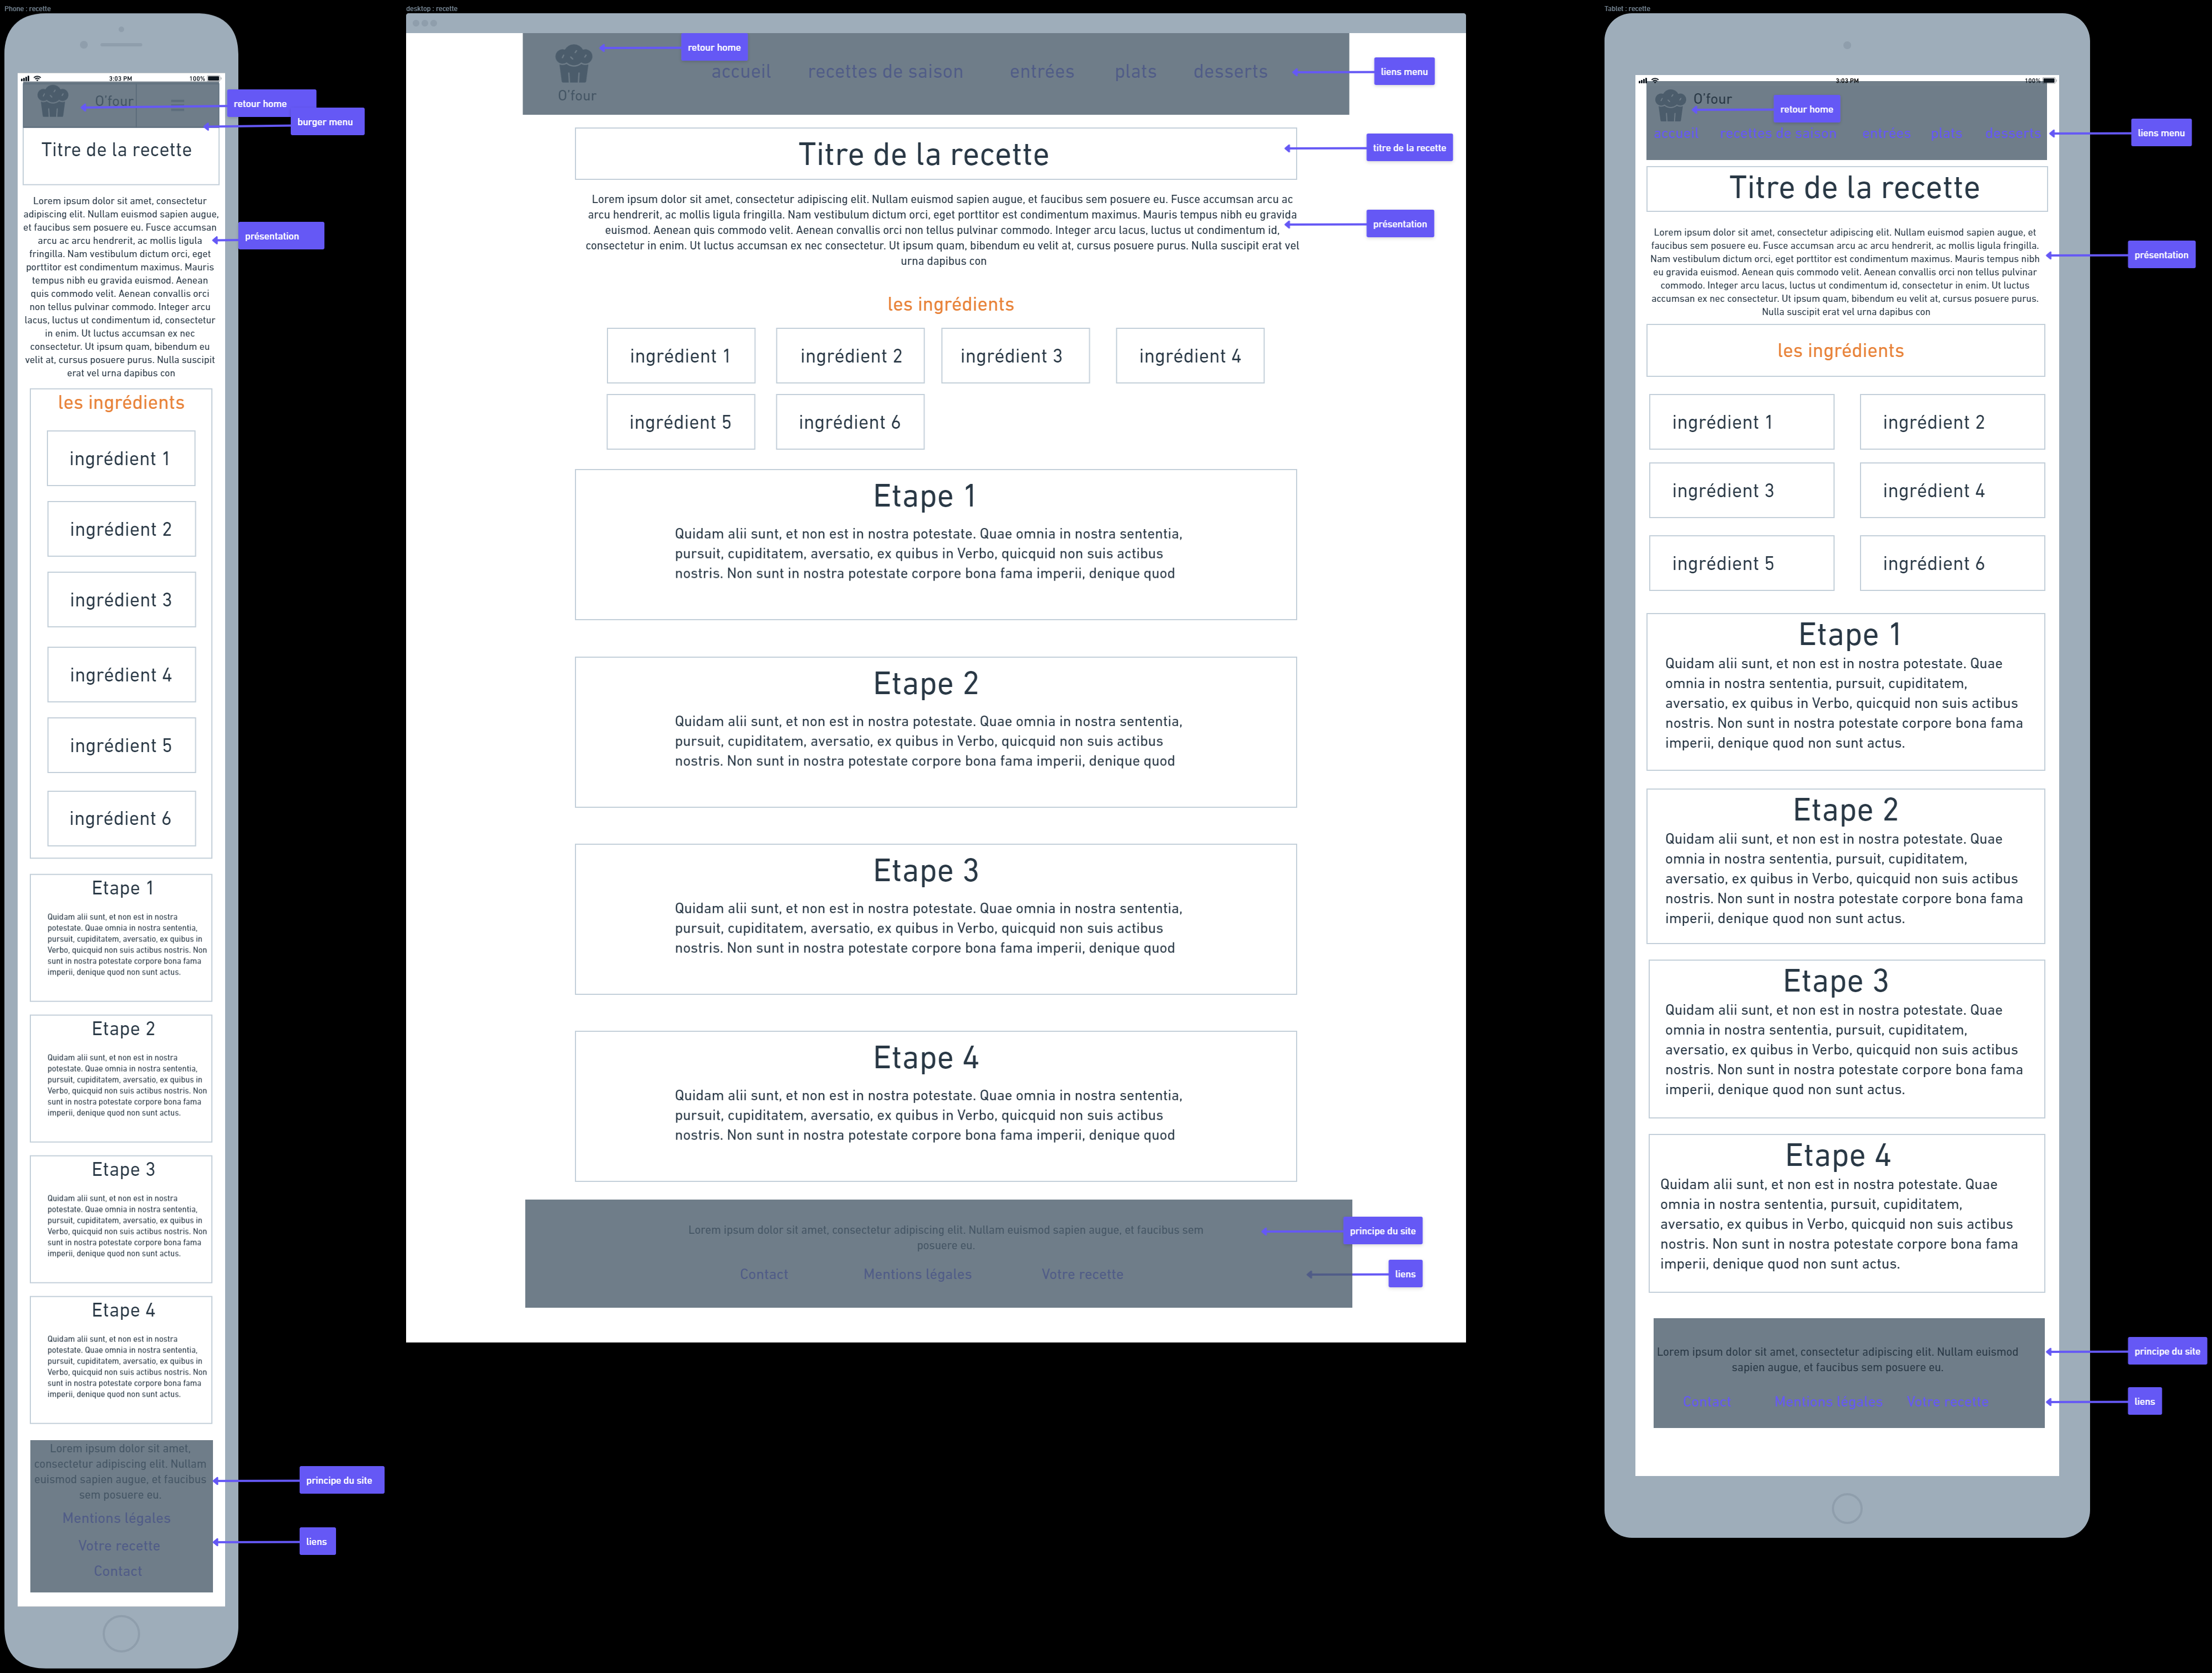 Phone : recette
3:03 PM
100%
O'four
retour home
burger menu
Titre de la recette
Lorem ipsum dolor sit amet, consectetur
adipiscing elit. Nullam euismod sapien augue,
et faucibus sem posuere eu. Fusce accumsan
arcu ac arcu hendrerit, ac mollis ligula
fringilla. Nam vestibulum dictum orci, eget
porttitor est condimentum maximus. Mauris
tempus nibh eu gravida euismod. Aenean
quis commodo velit. Aenean convallis orci
non tellus pulvinar commodo. Integer arcu
lacus, luctus ut condimentum id, consectetur
in enim. Ut luctus accumsan ex nec
consectetur. Ut ipsum quam, bibendum eu
velit at, cursus posuere purus. Nulla suscipit
erat vel urna dapibus con
présentation
les ingrédients
ingrédient 1
ingrédient 2
ingrédient 3
ingrédient 4
ingrédient 5
ingrédient 6
Etape 1
Quidam alii sunt, et non est in nostra
potestate. Quae omnia in nostra sententia,
pursuit, cupiditatem, aversatio, ex quibus in
Verbo, quicquid non suis actibus nostris. Non
sunt in nostra potestate corpore bona fama
imperii, denique quod non sunt actus.
Etape 2
Quidam alii sunt, et non est in nostra
potestate. Quae omnia in nostra sententia,
pursuit, cupiditatem, aversatio, ex quibus in
Verbo, quicquid non suis actibus nostris. Non
sunt in nostra potestate corpore bona fama
imperii, denique quod non sunt actus.
Etape 3
Quidam alii sunt, et non est in nostra
potestate. Quae omnia in nostra sententia,
pursuit, cupiditatem, aversatio, ex quibus in
Verbo, quicquid non suis actibus nostris. Non
sunt in nostra potestate corpore bona fama
imperii, denique quod non sunt actus.
Etape 4
Quidam alii sunt, et non est in nostra
potestate. Quae omnia in nostra sententia,
pursuit, cupiditatem, aversatio, ex quibus in
Verbo, quicquid non suis actibus nostris. Non
sunt in nostra potestate corpore bona fama
imperii, denique quod non sunt actus.
Lorem ipsum dolor sit amet,
consectetur adipiscing elit. Nullam
euismod sapien augue, et faucibus
sem posuere eu.
principe du site
Mentions légales
Votre recette
Contact
liens
desktop : recette
retour home
accueil recettes de saison entrées plats desserts
liens menu
O'four
Titre de la recette
titre de la recette
Lorem ipsum dolor sit amet, consectetur adipiscing elit. Nullam euismod sapien augue, et faucibus sem posuere eu. Fusce accumsan arcu ac
arcu hendrerit, ac mollis ligula fringilla. Nam vestibulum dictum orci, eget porttitor est condimentum maximus. Mauris tempus nibh eu gravida
euismod. Aenean quis commodo velit. Aenean convallis orci non tellus pulvinar commodo. Integer arcu lacus, luctus ut condimentum id,
consectetur in enim. Ut luctus accumsan ex nec consectetur. Ut ipsum quam, bibendum eu velit at, cursus posuere purus. Nulla suscipit erat vel
urna dapibus con
présentation
les ingrédients
ingrédient 1 ingrédient 2 ingrédient 3 ingrédient 4
ingrédient 5 ingrédient 6
Etape 1
Quidam alii sunt, et non est in nostra potestate. Quae omnia in nostra sententia,
pursuit, cupiditatem, aversatio, ex quibus in Verbo, quicquid non suis actibus
nostris. Non sunt in nostra potestate corpore bona fama imperii, denique quod
Etape 2
Quidam alii sunt, et non est in nostra potestate. Quae omnia in nostra sententia,
pursuit, cupiditatem, aversatio, ex quibus in Verbo, quicquid non suis actibus
nostris. Non sunt in nostra potestate corpore bona fama imperii, denique quod
Etape 3
Quidam alii sunt, et non est in nostra potestate. Quae omnia in nostra sententia,
pursuit, cupiditatem, aversatio, ex quibus in Verbo, quicquid non suis actibus
nostris. Non sunt in nostra potestate corpore bona fama imperii, denique quod
Etape 4
Quidam alii sunt, et non est in nostra potestate. Quae omnia in nostra sententia,
pursuit, cupiditatem, aversatio, ex quibus in Verbo, quicquid non suis actibus
nostris. Non sunt in nostra potestate corpore bona fama imperii, denique quod
Lorem ipsum dolor sit amet, consectetur adipiscing elit. Nullam euismod sapien augue, et faucibus sem
posuere eu.
principe du site
Contact Mentions légales Votre recette
liens
Tablet : recette
3:03 PM
100%
O'four
retour home
accueil recettes de saison entrées plats desserts
liens menu
Titre de la recette
Lorem ipsum dolor sit amet, consectetur adipiscing elit. Nullam euismod sapien augue, et
faucibus sem posuere eu. Fusce accumsan arcu ac arcu hendrerit, ac mollis ligula fringilla.
Nam vestibulum dictum orci, eget porttitor est condimentum maximus. Mauris tempus nibh
eu gravida euismod. Aenean quis commodo velit. Aenean convallis orci non tellus pulvinar
commodo. Integer arcu lacus, luctus ut condimentum id, consectetur in enim. Ut luctus
accumsan ex nec consectetur. Ut ipsum quam, bibendum eu velit at, cursus posuere purus.
Nulla suscipit erat vel urna dapibus con
présentation
les ingrédients
ingrédient 1 ingrédient 2
ingrédient 3 ingrédient 4
ingrédient 5 ingrédient 6
Etape 1
Quidam alii sunt, et non est in nostra potestate. Quae
omnia in nostra sententia, pursuit, cupiditatem,
aversatio, ex quibus in Verbo, quicquid non suis actibus
nostris. Non sunt in nostra potestate corpore bona fama
imperii, denique quod non sunt actus.
Etape 2
Quidam alii sunt, et non est in nostra potestate. Quae
omnia in nostra sententia, pursuit, cupiditatem,
aversatio, ex quibus in Verbo, quicquid non suis actibus
nostris. Non sunt in nostra potestate corpore bona fama
imperii, denique quod non sunt actus.
Etape 3
Quidam alii sunt, et non est in nostra potestate. Quae
omnia in nostra sententia, pursuit, cupiditatem,
aversatio, ex quibus in Verbo, quicquid non suis actibus
nostris. Non sunt in nostra potestate corpore bona fama
imperii, denique quod non sunt actus.
Etape 4
Quidam alii sunt, et non est in nostra potestate. Quae
omnia in nostra sententia, pursuit, cupiditatem,
aversatio, ex quibus in Verbo, quicquid non suis actibus
nostris. Non sunt in nostra potestate corpore bona fama
imperii, denique quod non sunt actus.
Lorem ipsum dolor sit amet, consectetur adipiscing elit. Nullam euismod
sapien augue, et faucibus sem posuere eu.
principe du site
Contact Mentions légales Votre recette
liens